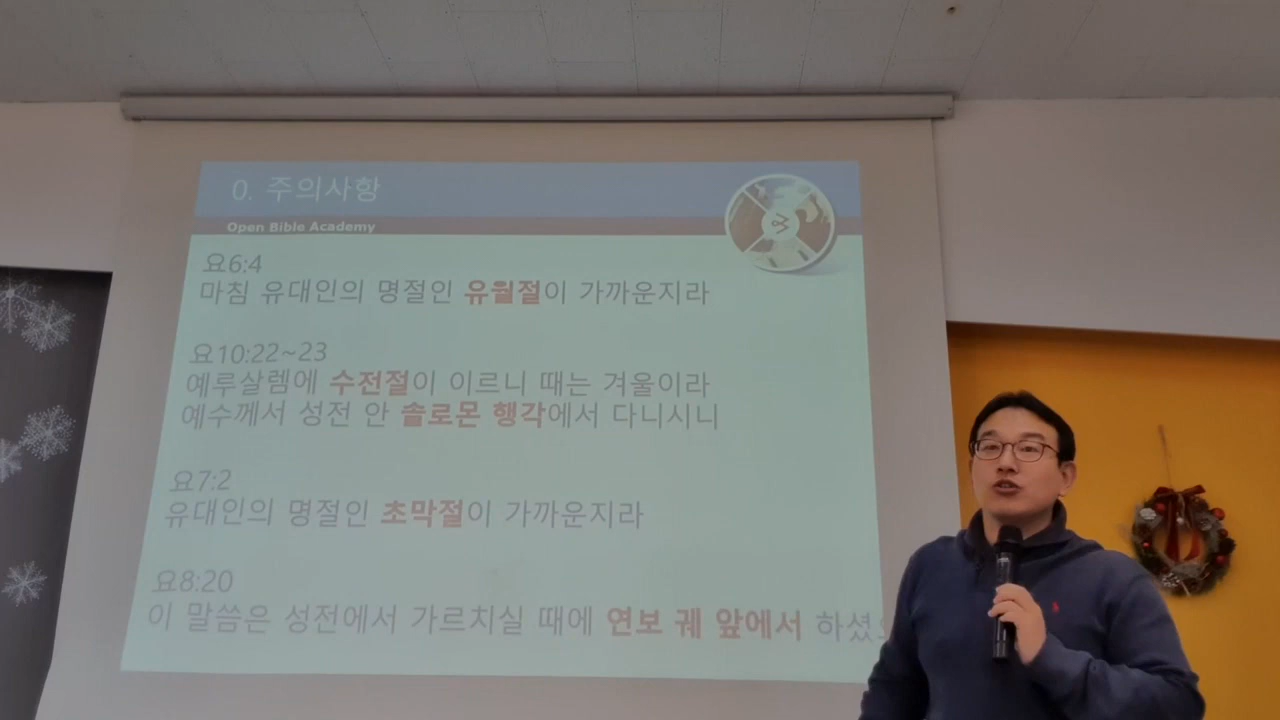 0. 주의사항
Open Bible Academy
요6:4
마침 유대인의 명절인 유월절이 가까운지라
요10:22~23
예루살렘에 수전절이 이르니 때는 겨울이라
예수께서 성전 안 솔로몬 행각에서 다니시니
요7:2
유대인의 명절인 초막절이 가까운지라
요8:20
이 말씀은 성전에서 가르치실 때에 연보 궤 앞에서 하셨